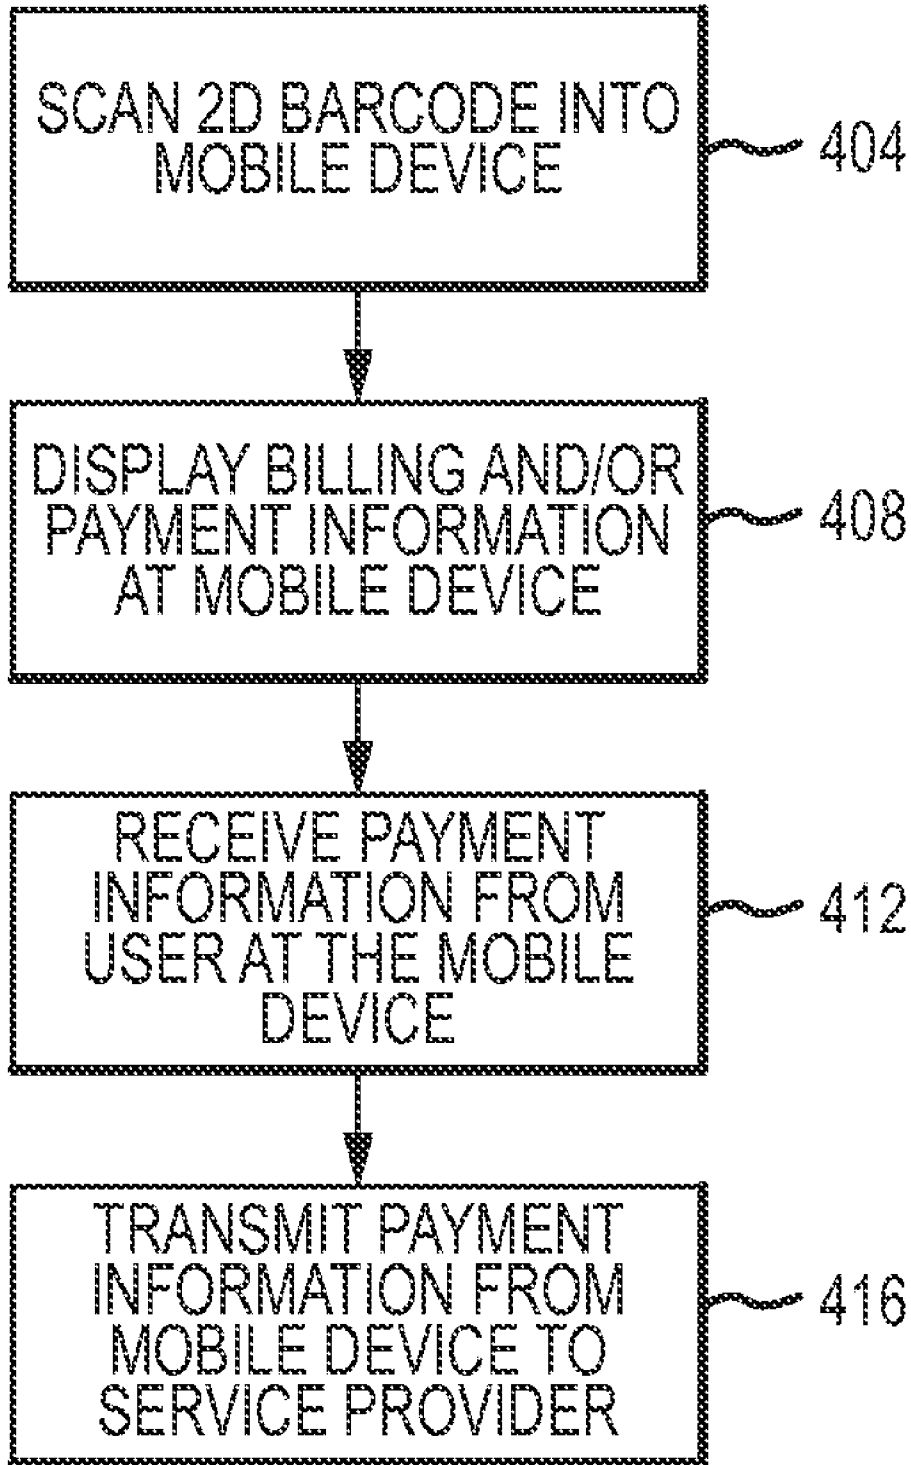 SCAN 2D BARCODE INTO
MOBILE DEVICE
404
DISPLAY BILLING AND/OR
PAYMENT INFORMATION
AT MOBILE DEVICE
408
RECEIVE PAYMENT
INFORMATION FROM
USER AT THE MOBILE
DEVICE
412
TRANSMIT PAYMENT
INFORMATION FROM
MOBILE DEVICE TO
SERVICE PROVIDER
416